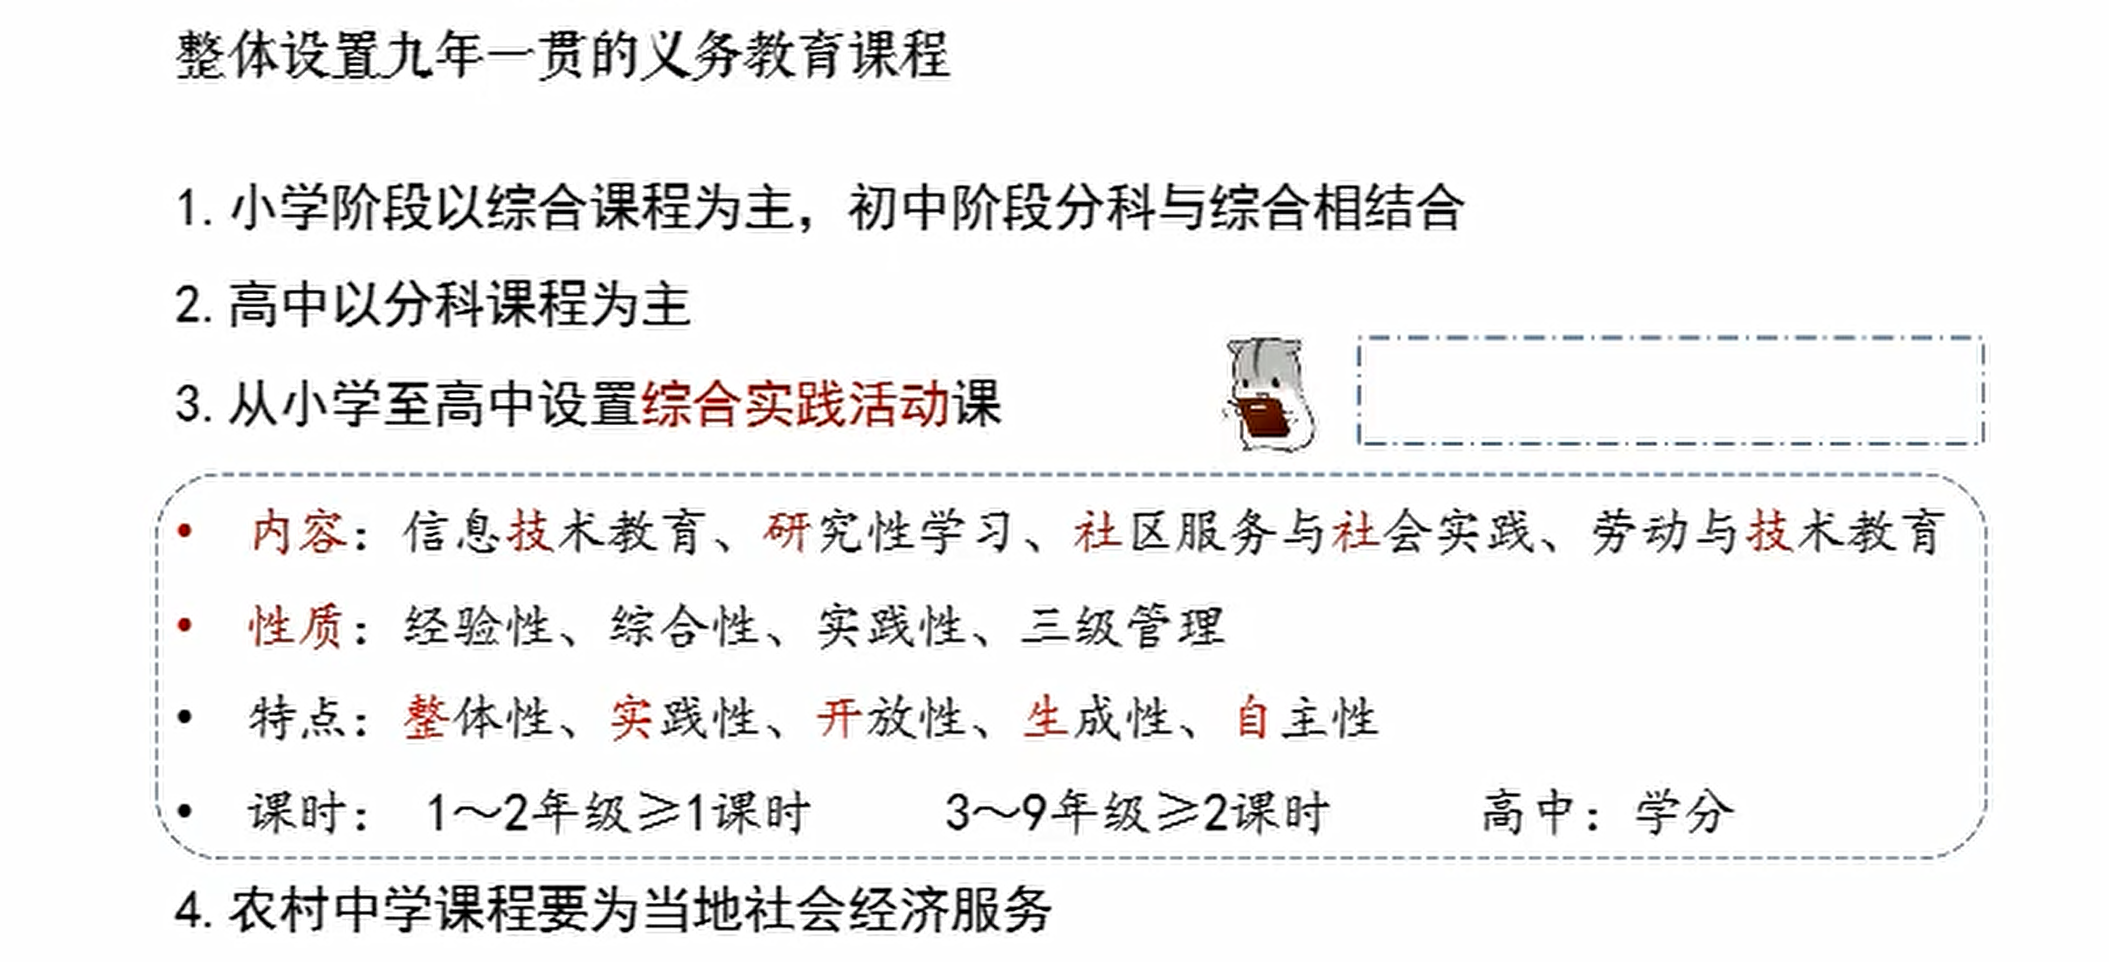 整体设置九年一贯的义务教育课程
1. 小学阶段以综合课程为主，初中阶段分科与综合相结合
2. 高中以分科课程为主
3. 从小学至高中设置综合实践活动课
• 内容：信息技术教育、研究性学习、社区服务与社会实践、劳动与技术教育
• 性质：经验性、综合性、实践性、三级管理
• 特点：整体性、实践性、开放性、生成性、自主性
• 课时： 1～2年级≥1课时 3～9年级≥2课时 高中：学分
4. 农村中学课程要为当地社会经济服务